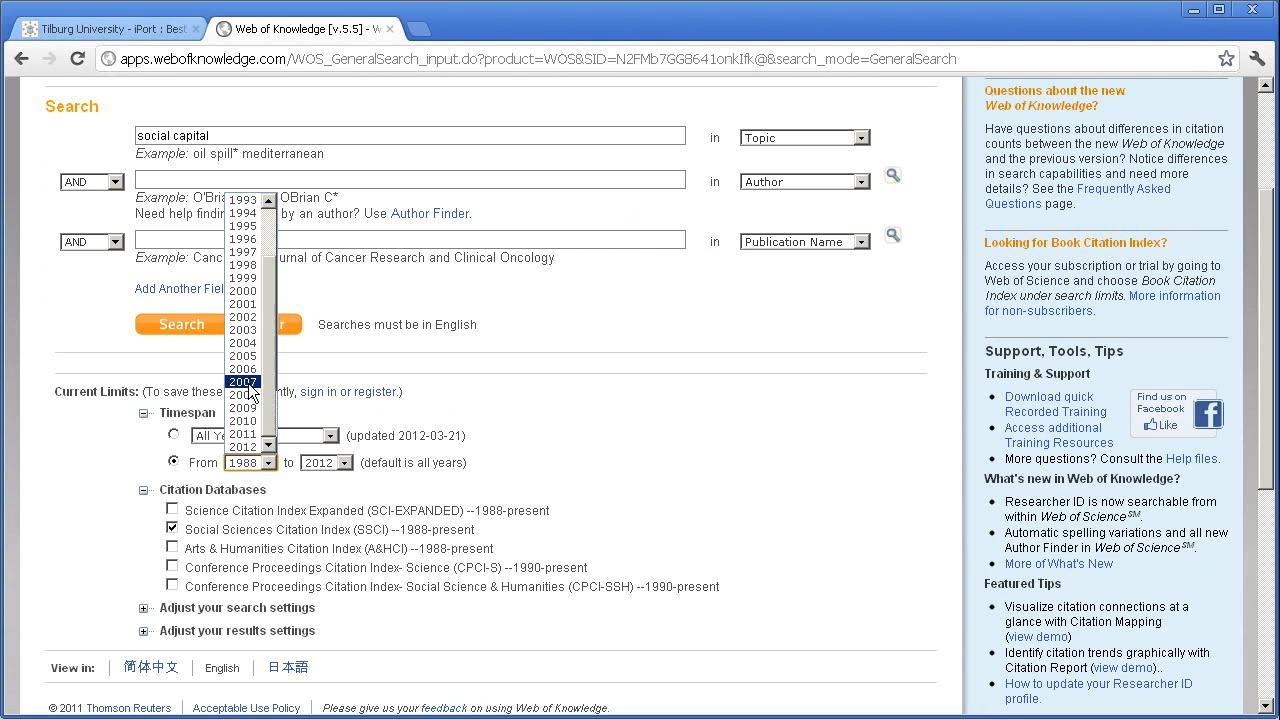 Tilburg University - iPort : Best
Web of Knowledge [v.5.5] - W
apps.webofknowledge.com/WOS_GeneralSearch_input.do?product=WOS&SID=
@&search_mode=GeneralSearch
Search
social capital
in
Topic
Example: oil spill* mediterranean
AND
in
Author
Example: O'Bria
OBrian C*
Need help findin
by an author? Use Author Finder.
AND
in
Publication Name
Example: Canc
urnal of Cancer Research and Clinical Oncology
Add Another Fiel
Search
r
Searches must be in English
1993
1994
1995
1996
1997
1998
1999
2000
2001
2002
2003
2004
2005
2006
2007
2009
2010
2011
2012
Current Limits: (To save these
ntly, sign in or register.)
Timespan
All Ye
(updated 2012-03-21)
From 1988 to 2012 (default is all years)
Citation Databases
Science Citation Index Expanded (SCI-EXPANDED) --1988-present
Social Sciences Citation Index (SSCI) --1988-present
Arts & Humanities Citation Index (A&HCI) --1988-present
Conference Proceedings Citation Index- Science (CPCI-S) --1990-present
Conference Proceedings Citation Index- Social Science & Humanities (CPCI-SSH) --1990-present
Adjust your search settings
Adjust your results settings
View in: 简体中文 English 日本語
© 2011 Thomson Reuters Acceptable Use Policy Please give us your feedback on using Web of Knowledge.
Questions about the new
Web of Knowledge?
Have questions about differences in citation
counts between the new Web of Knowledge
and the previous version? Notice differences
in search capabilities and need more
details? See the Frequently Asked
Questions page.
Looking for Book Citation Index?
Access your subscription or trial by going to
Web of Science and choose Book Citation
Index under search limits. More information
for non-subscribers.
Support, Tools, Tips
Training & Support
Download quick
Recorded Training
Access additional
Training Resources
More questions? Consult the Help files.
Find us on
Facebook
Like
What's new in Web of Knowledge?
Researcher ID is now searchable from
within Web of Science SM.
Automatic spelling variations and all new
Author Finder in Web of Science SM.
More of What's New
Featured Tips
Visualize citation connections at a
glance with Citation Mapping
(view demo)
Identify citation trends graphically with
Citation Report (view demo)..
How to update your Researcher ID
profile.